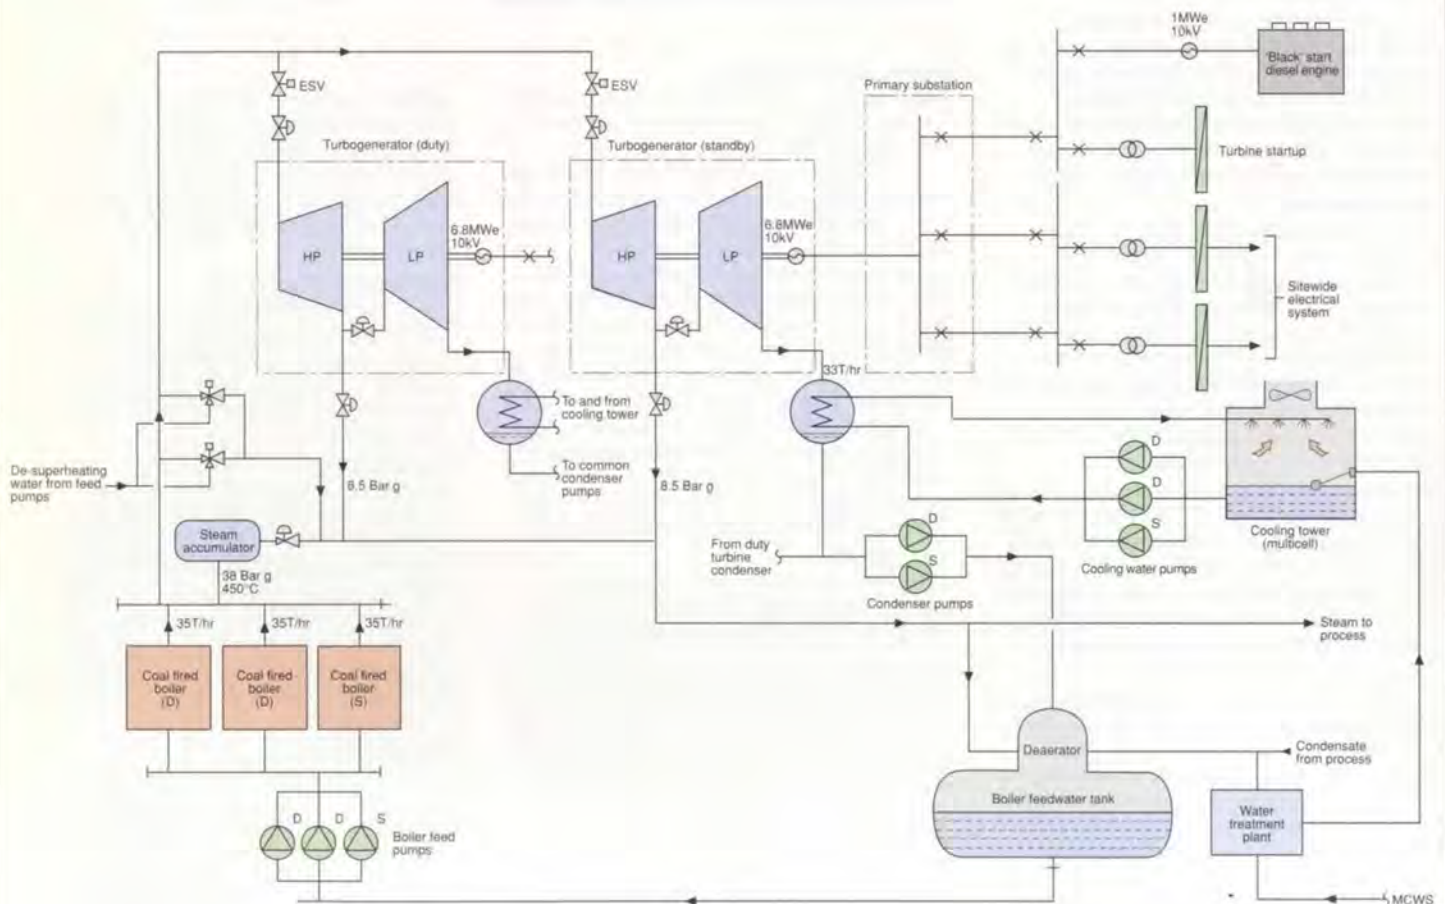 1MWe
10kV
'Black' start
diesel engine
ESV
ESV
Primary substation
Turbogenerator (duty)
Turbogenerator (standby)
Turbine startup
6.8MWe
10kV
6.8MWe
10kV
HP
LP
HP
LP
Sitewide
electrical
system
33T/hr
To and from
cooling tower
De-superheating
water from feed
pumps
To common
condenser
pumps
8.5 Bar g
8.5 Bar g
D
D
S
Cooling tower
(multicell)
Cooling water pumps
Steam
accumulator
From duty
turbine
condenser
D
S
Condenser pumps
38 Bar g
450°C
35T/hr
35T/hr
35T/hr
Steam to
process
Coal fired
boiler
(D)
Coal fired
boiler
(D)
Coal fired
boiler
(S)
Deaerator
Condensate
from process
Boiler feedwater tank
Water
treatment
plant
D
D
S
Boiler feed
pumps
MCWS